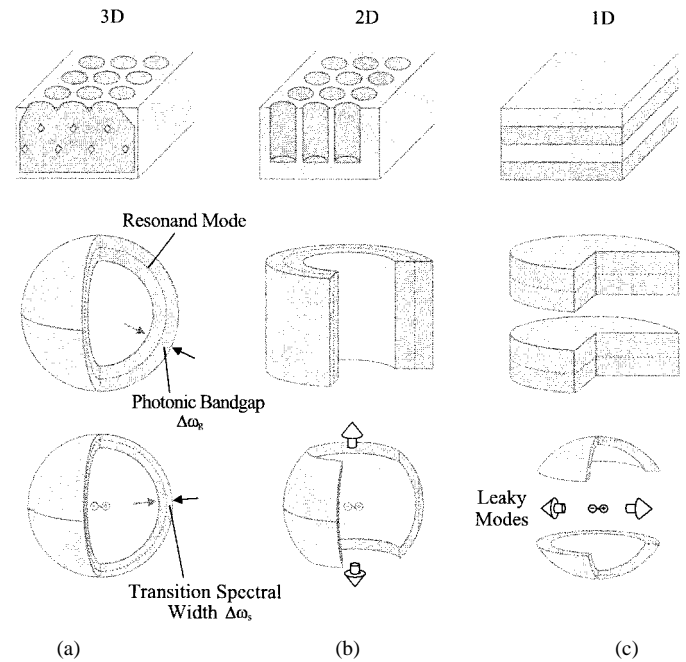 3D
2D
1D
Resonand Mode
Photonic Bandgap
Δω_R
Leaky
Modes
Transition Spectral
Width Δω_s
(a)
(b)
(c)